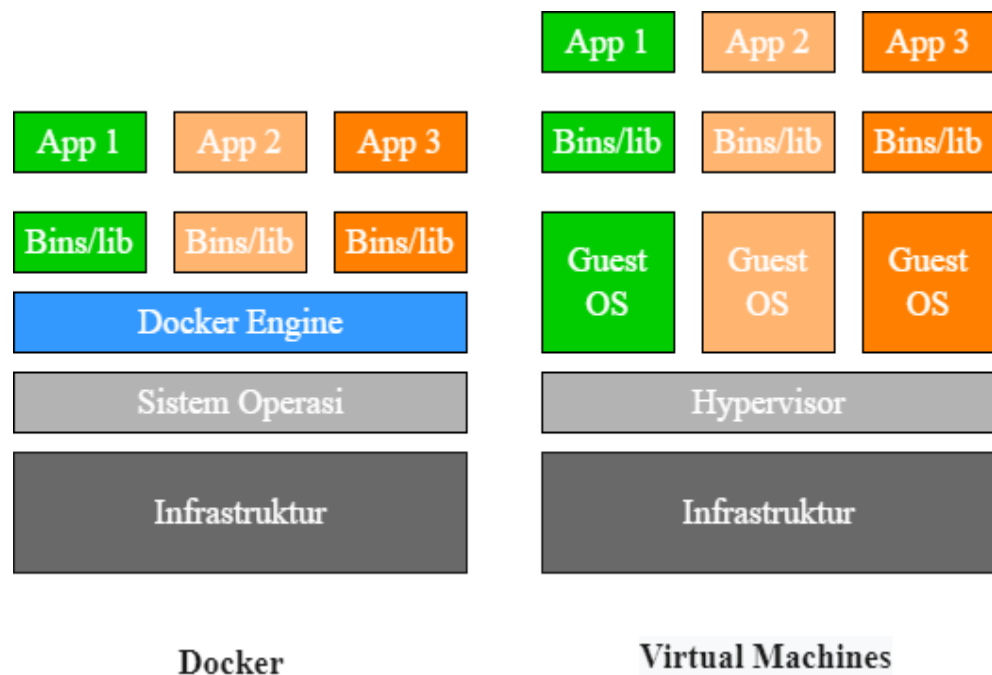 App 1
App 2
App 3
Bins/lib
Bins/lib
Bins/lib
Docker Engine
Sistem Operasi
Infrastruktur
Docker
App 1
App 2
App 3
Bins/lib
Bins/lib
Bins/lib
Guest
OS
Guest
OS
Guest
OS
Hypervisor
Infrastruktur
Virtual Machines